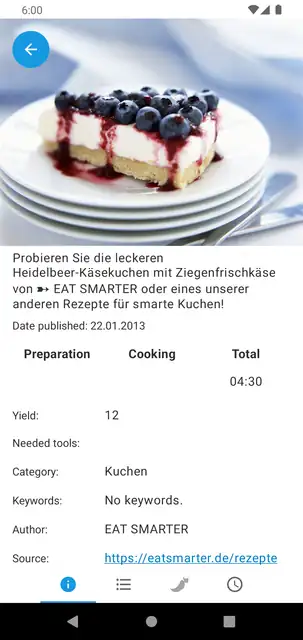 6:00
Probieren Sie die leckeren
Heidelbeer-Käsekuchen mit Ziegenfrischkäse
von ➼ EAT SMARTER oder eines unserer
anderen Rezepte für smarte Kuchen!
Date published: 22.01.2013
Preparation Cooking Total
04:30
Yield: 12
Needed tools:
Category: Kuchen
Keywords: No keywords.
Author: EAT SMARTER
Source: https://eatsmarter.de/rezepte